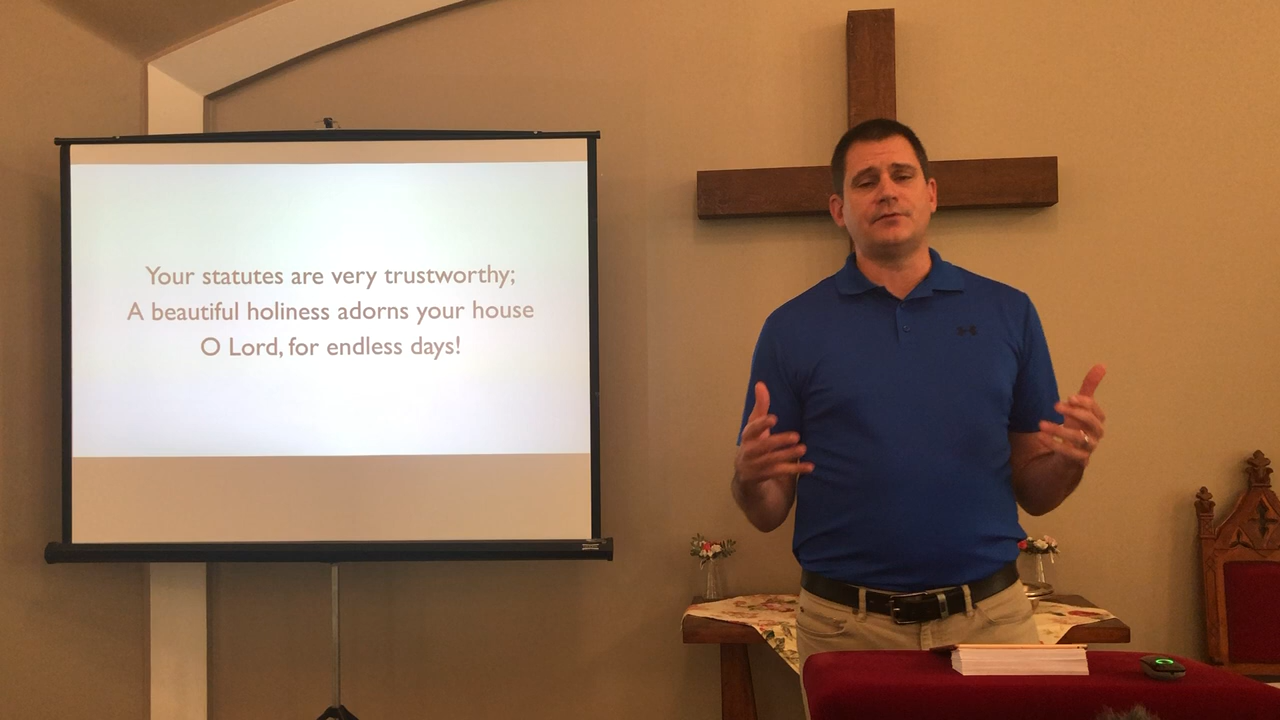 Your statutes are very trustworthy;
A beautiful holiness adorns your house
O Lord, for endless days!